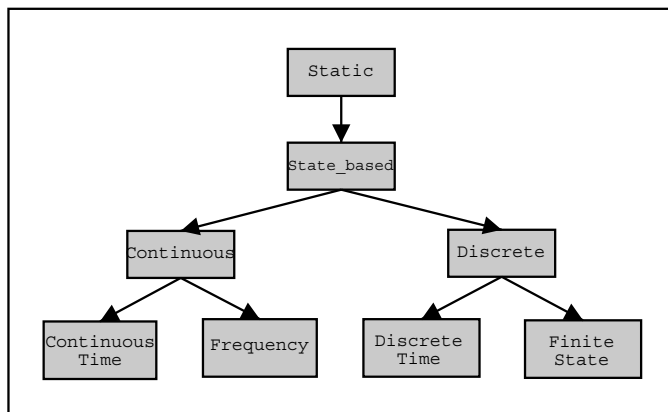 Static
State_based
Continuous
Discrete
Continuous
Time
Frequency
Discrete
Time
Finite
State